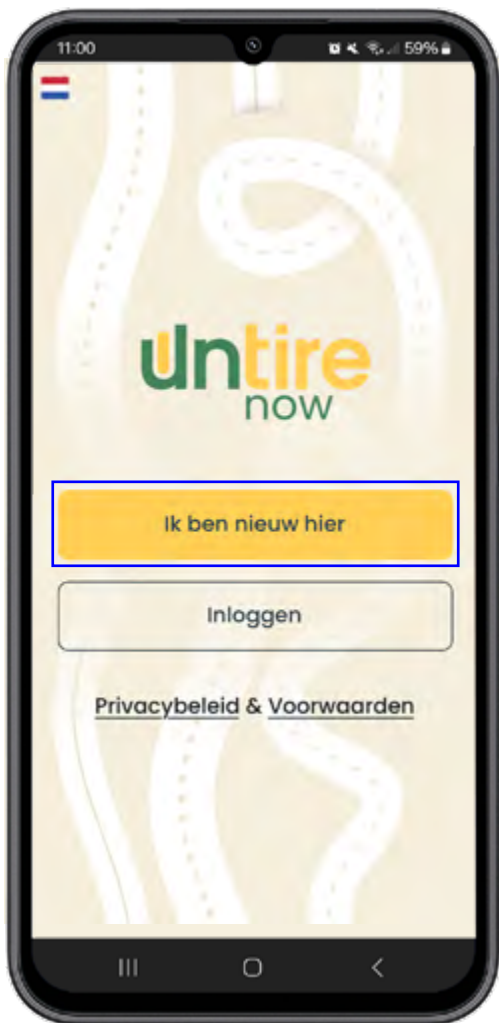 11:00 59%
untire
now
Ik ben nieuw hier
Inloggen
Privacybeleid & Voorwaarden